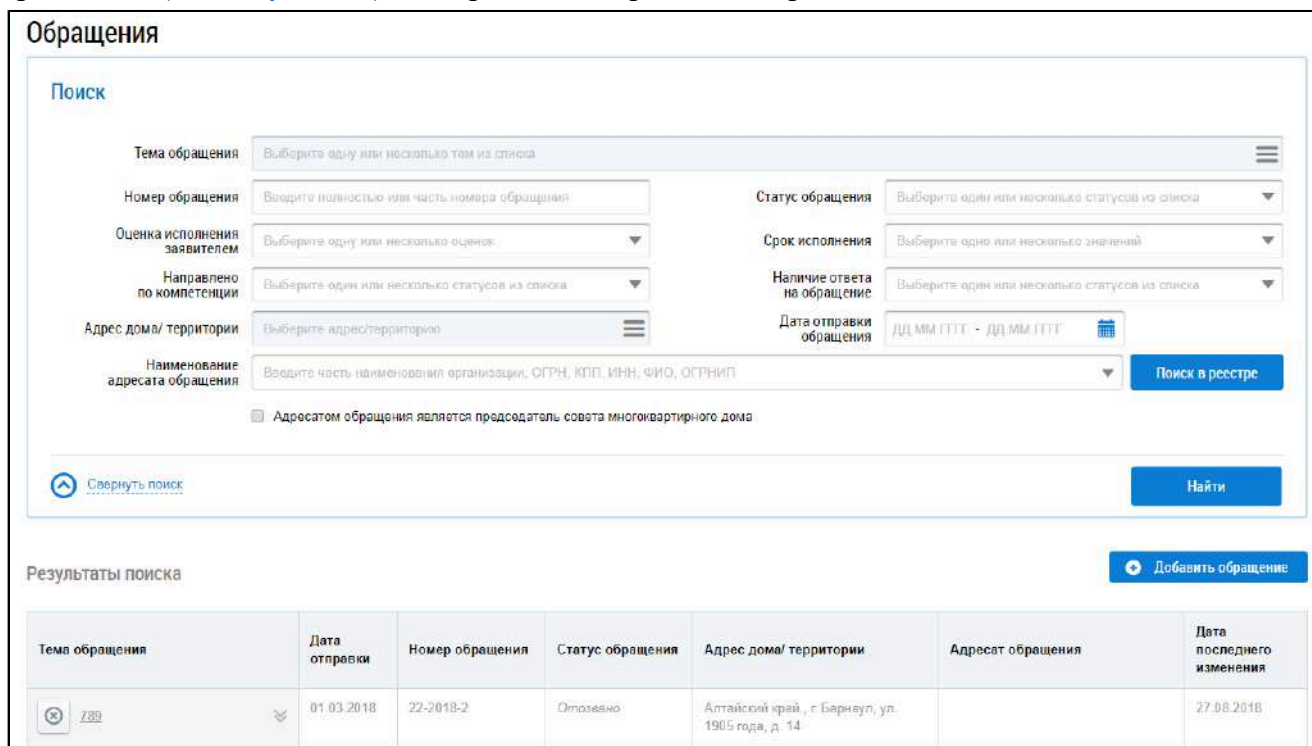 Обращения
Поиск
Тема обращения Выберите одну или несколько тем из списка
Номер обращения Введите полностью или часть номера обращения Статус обращения Выберите один или несколько статусов из списка
Оценка исполнения заявителем Выберите одну или несколько оценок Срок исполнения Выберите одно или несколько значений
Направлено по компетенции Выберите один или несколько статусов из списка Наличие ответа на обращение Выберите один или несколько статусов из списка
Адрес дома/ территории Выберите адрес/территорию Дата отправки обращения ДД.ММ.ГГГГ - ДД.ММ.ГГГГ
Наименование адресата обращения Введите часть наименования организации, ОГРН, КПП, ИНН, ФИО, ОГРНИП Поиск в реестре
Адресатом обращения является председатель совета многоквартирного дома
Свернуть поиск Найти
Результаты поиска Добавить обращение
Тема обращения Дата отправки Номер обращения Статус обращения Адрес дома/ территории Адресат обращения Дата последнего изменения
789 01.03.2018 22-2018-2 Отозвано Алтайский край., г. Барнаул, ул. 1905 года, д. 14 27.08.2018